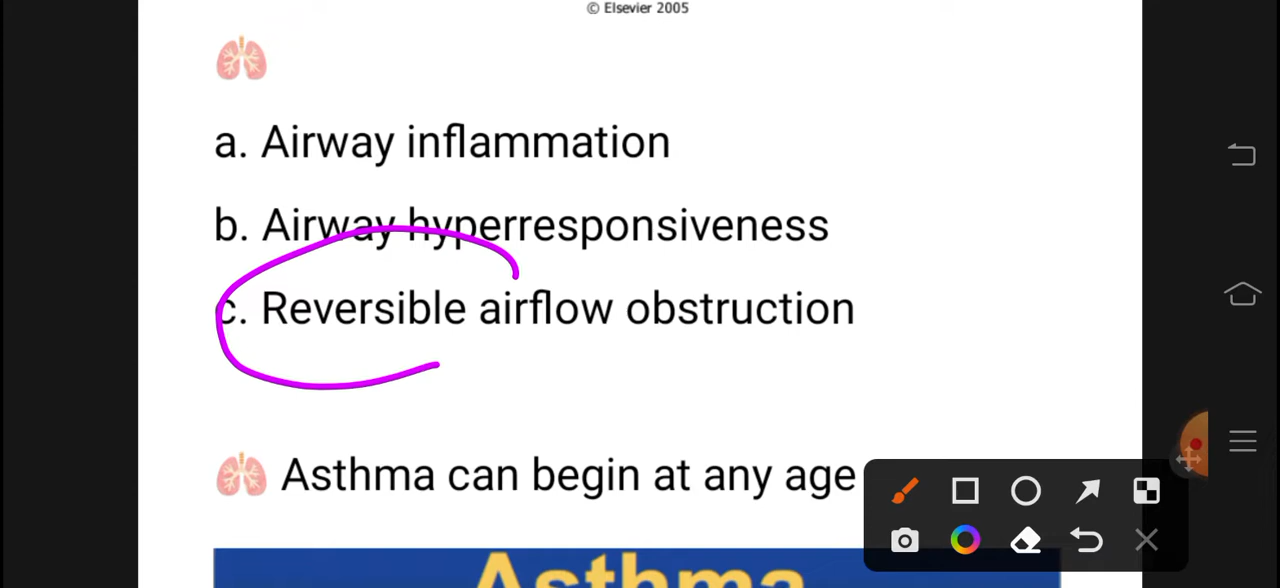 © Elsevier 2005
a. Airway inflammation
b. Airway hyperresponsiveness
c. Reversible airflow obstruction
Asthma can begin at any age
Asthma